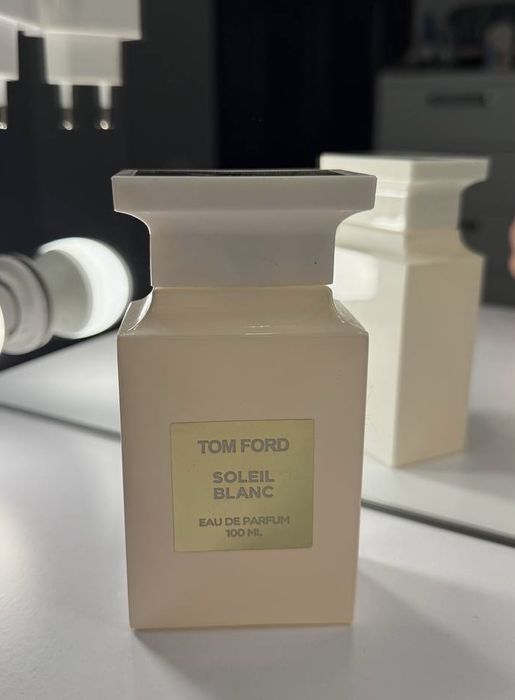 TOM FORD
SOLEIL
BLANC
EAU DE PARFUM
100 ML